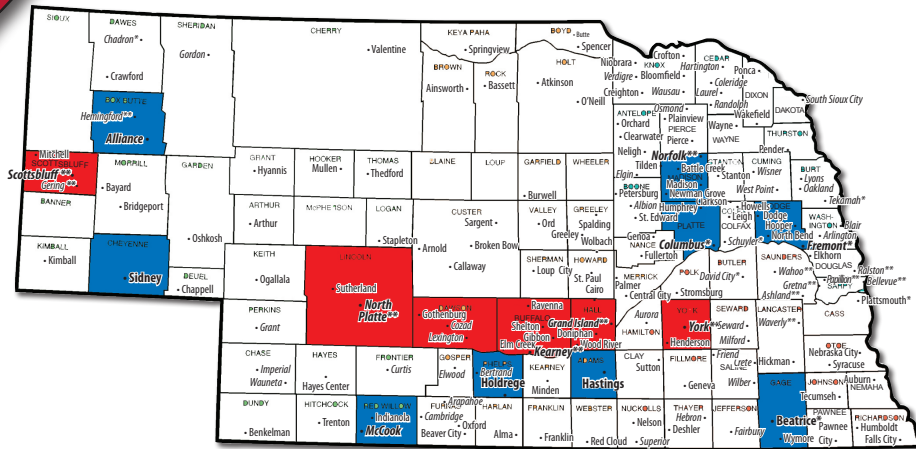 SIOUX
DAWES
Chadron*
Crawford
SHERIDAN
Gordon
CHERRY
Valentine
KEYA PAHA
Springview
BOYD
Butte
Spencer
BROWN
Ainsworth
ROCK
Bassett
HOLT
Atkinson
O'Neill
Niobrara
Verdigre
Creighton
Crofton
KNOX
Bloomfield
Wausau
Osmond
CEDAR
Hartington
Coleridge
Laurel
Randolph
Ponca
DIXON
Wakefield
DAKOTA
South Sioux City
BOX BUTTE
Hemingford**
Alliance
ANTELOPE
Orchard
Clearwater
Neligh
Tilden
Elgin
Plainview
PIERCE
Pierce
Wayne
WAYNE
THURSTON
Pender
Mitchell
SCOTTSBLUFF
Scottsbluff**
Gering**
MORRILL
Bayard
Bridgeport
GARDEN
Oshkosh
GRANT
Hyannis
HOOKER
Mullen
THOMAS
Thedford
BLAINE
LOUP
GARFIELD
Burwell
WHEELER
BOONE
Petersburg
Albion
St. Edward
Norfolk**
Battle Creek
MADISON
Madison
Newman Grove
STANTON
Stanton
CUMING
Wisner
West Point
BURT
Lyons
Oakland
Tekamah*
BANNER
ARTHUR
Arthur
McPHERSON
LOGAN
Stapleton
CUSTER
Sargent
Arnold
Broken Bow
Callaway
VALLEY
Ord
GREELEY
Greeley
Spalding
Wolbach
Humphrey
PLATTE
Columbus*
Clarkson
Leigh
COLFAX
Schuyler*
Howells
Dodge
Hooper
North Bend
Fremont*
WASH-
INGTON
Blair
Arlington
KIMBALL
Kimball
CHEYENNE
Sidney
DEUEL
Chappell
KEITH
Ogallala
LINCOLN
Sutherland
North
Platte**
SHERMAN
Loup City
HOWARD
St. Paul
Cairo
Genoa
NANCE
Fullerton
MERRICK
Palmer
Central City
POLK
Stromsburg
BUTLER
David City*
SAUNDERS
Wahoo**
Gretna**
Ashland**
Elkhorn
DOUGLAS
Papillion**
SARPY
Ralston**
Bellevue**
Plattsmouth*
PERKINS
Grant
DAWSON
Gothenburg
Cozad
Lexington
BUFFALO
Ravenna
Shelton
Gibbon
Elm Creek
Kearney**
HALL
Grand Island**
Doniphan
Wood River
Aurora
HAMILTON
YORK
York**
Henderson
SEWARD
Seward
Milford
LANCASTER
Waverly**
Hickman
CASS
OTOE
Nebraska City
Syracuse
CHASE
Imperial
Wauneta
HAYES
Hayes Center
FRONTIER
Curtis
GOSPER
Elwood
PHELPS
Bertrand
Holdrege
KEARNEY
Minden
ADAMS
Hastings
CLAY
Sutton
FILLMORE
Geneva
Friend
SALINE
Crete
Wilber
GAGE
Beatrice*
Wymore
JOHNSON
Tecumseh
Auburn
NEMAHA
DUNDY
Benkelman
HITCHCOCK
Trenton
RED WILLOW
Indianola
McCook
FURNAS
Arapahoe
Cambridge
Oxford
Beaver City
HARLAN
Alma
FRANKLIN
Franklin
WEBSTER
Red Cloud
NUCKOLLS
Nelson
Superior
THAYER
Hebron
Deshler
JEFFERSON
Fairbury
PAWNEE
Pawnee
City
RICHARDSON
Humboldt
Falls City